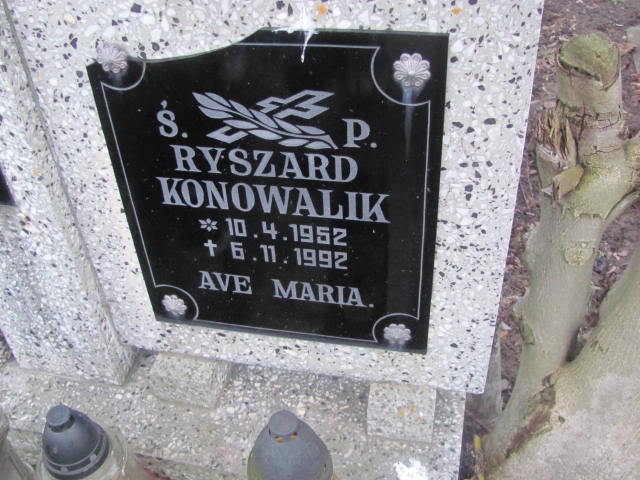 Ś. P.
RYSZARD
KONOWALIK
* 10.4.1952
✝ 6.11.1992
AVE MARIA.